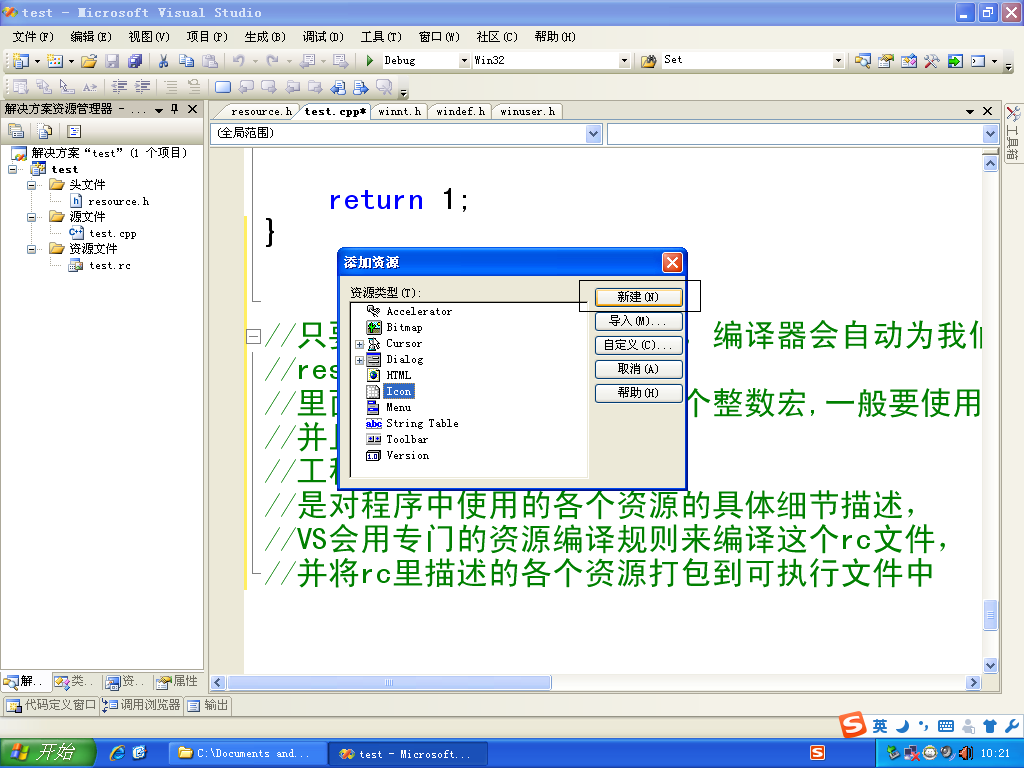 test - Microsoft Visual Studio
文件(F) 编辑(E) 视图(V) 项目(P) 生成(B) 调试(D) 工具(T) 窗口(W) 社区(C) 帮助(H)
Debug Win32 Set
解决方案资源管理器 - ...
resource.h test.cpp* winnt.h windef.h winuser.h
(全局范围)
工具箱
解决方案“test”(1 个项目)
test
头文件
resource.h
源文件
test.cpp
资源文件
test.rc
return 1;
}
//只 编译器会自动为我
//res
//里 个整数宏,一般要使用
//并
//工
//是对程序中使用的各个资源的具体细节描述,
//VS会用专门的资源编译规则来编译这个rc文件,
//并将rc里描述的各个资源打包到可执行文件中
添加资源
资源类型(T):
Accelerator
Bitmap
Cursor
Dialog
HTML
Icon
Menu
String Table
Toolbar
Version
新建(N)
导入(M)...
自定义(C)...
取消(A)
帮助(H)
解.. 类.. 资.. 属性
代码定义窗口 调用浏览器 输出
英
开始 C:\Documents and... test - Microsoft... 10:21